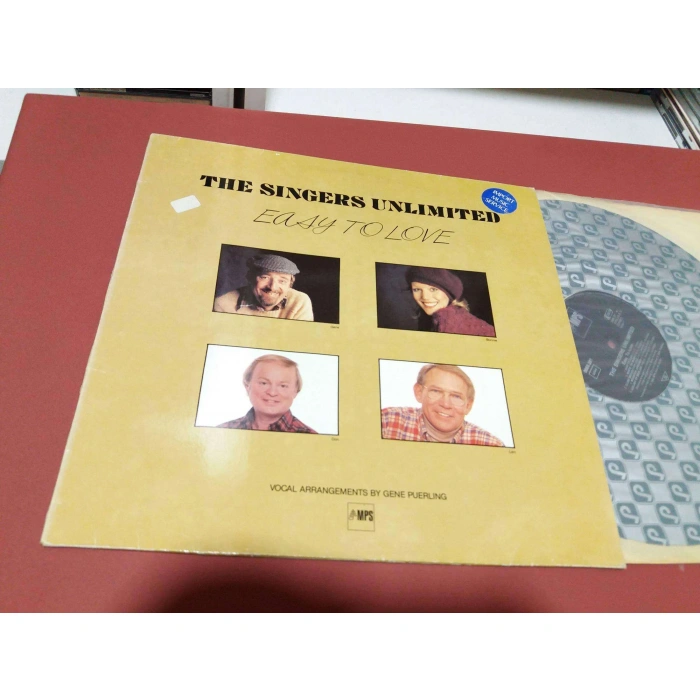 THE SINGERS UNLIMITED
EASY TO LOVE
IMPORT
MUSIC
SERVICE
VOCAL ARRANGEMENTS BY GENE PUERLING
MPS